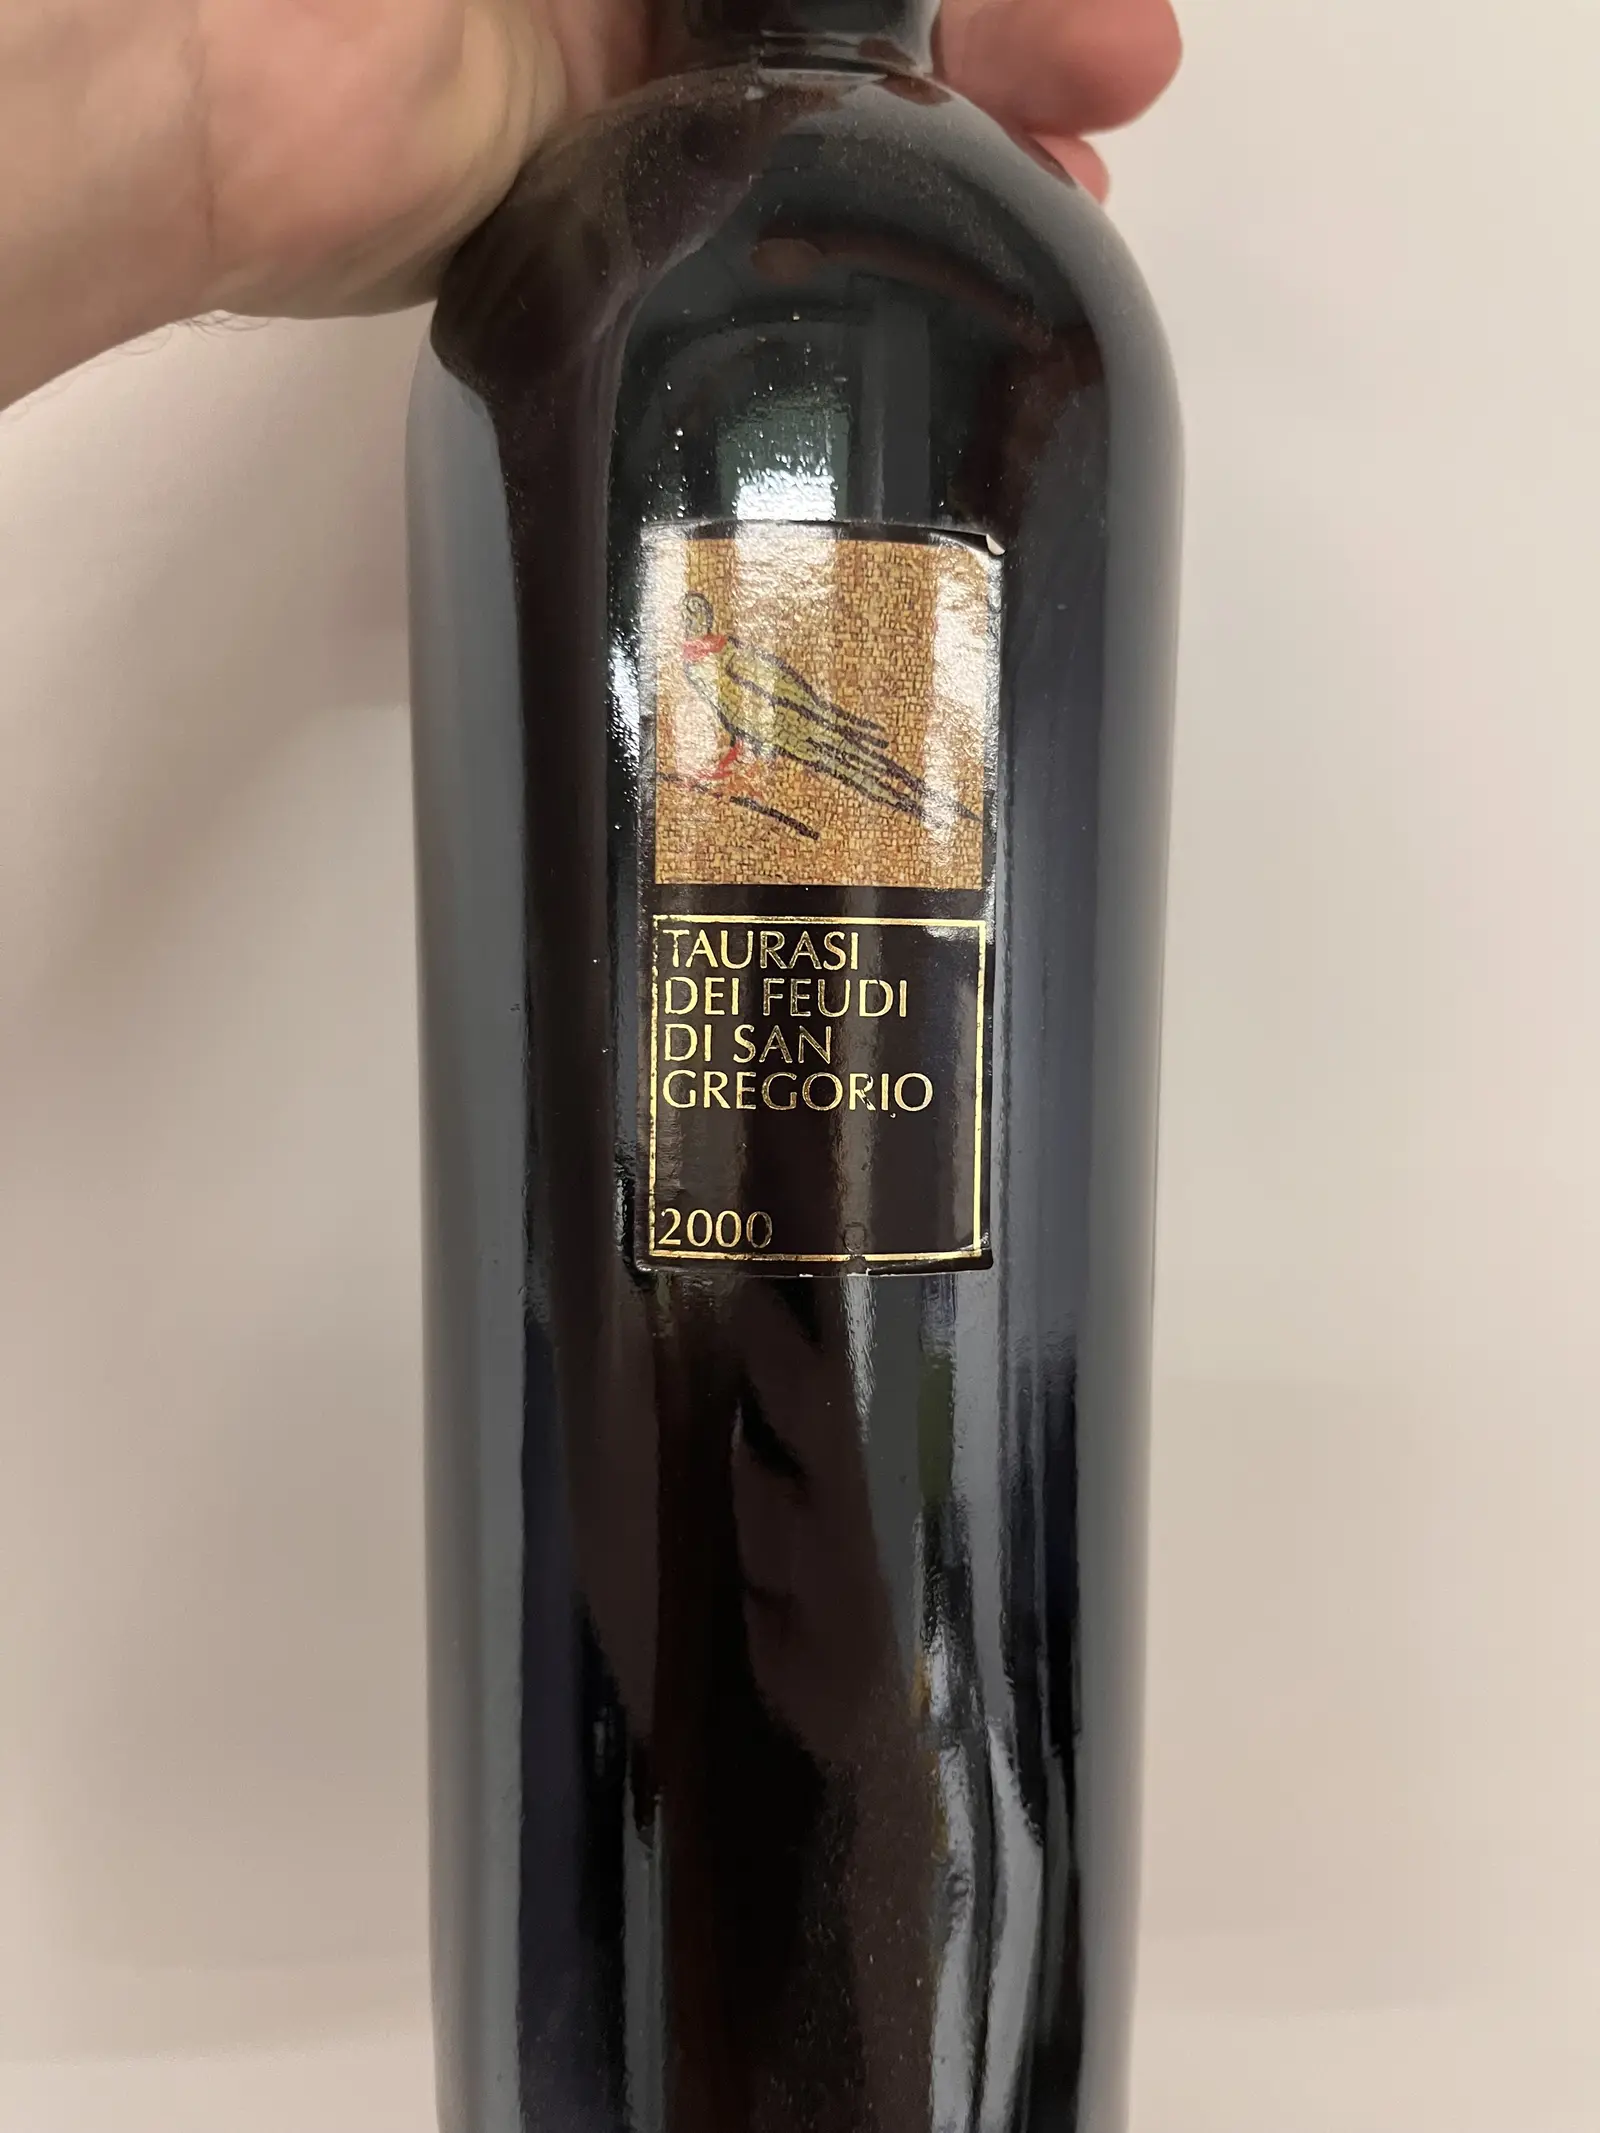 TAURASI
DEI FEUDI
DI SAN
GREGORIO
2000